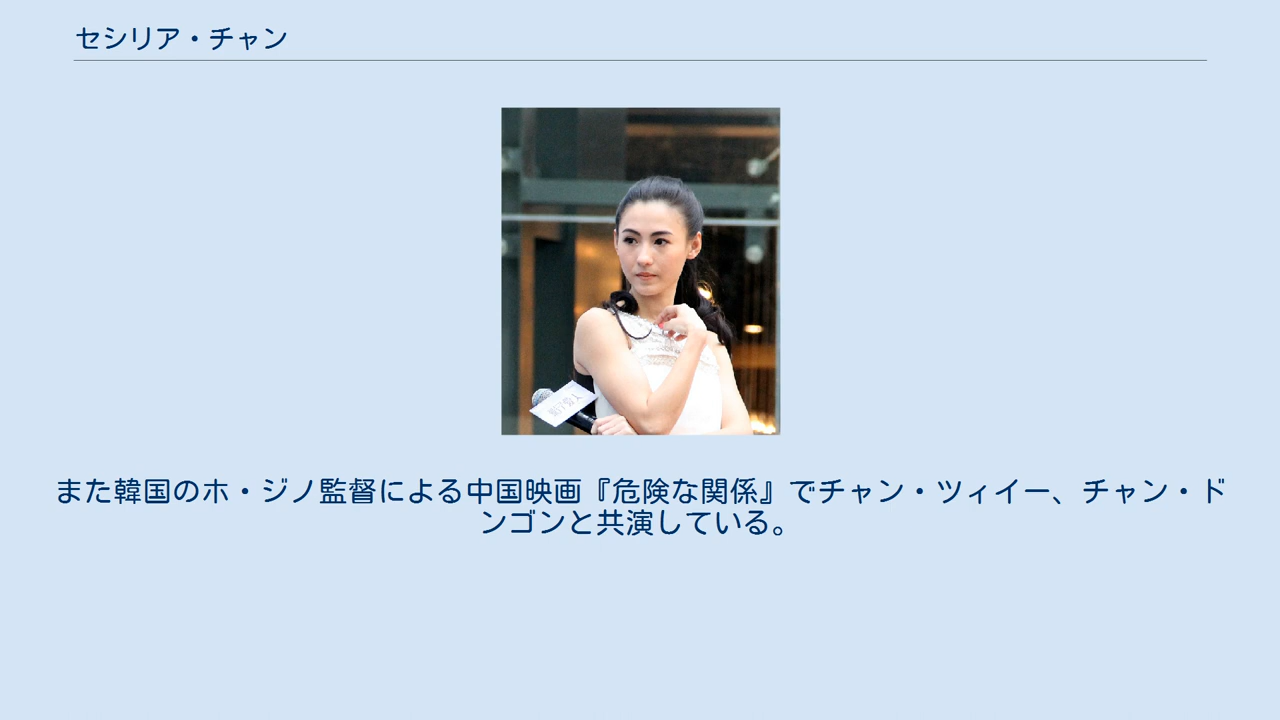 セシリア・チャン
また韓国のホ・ジノ監督による中国映画『危険な関係』でチャン・ツィイー、チャン・ド
ンゴンと共演している。